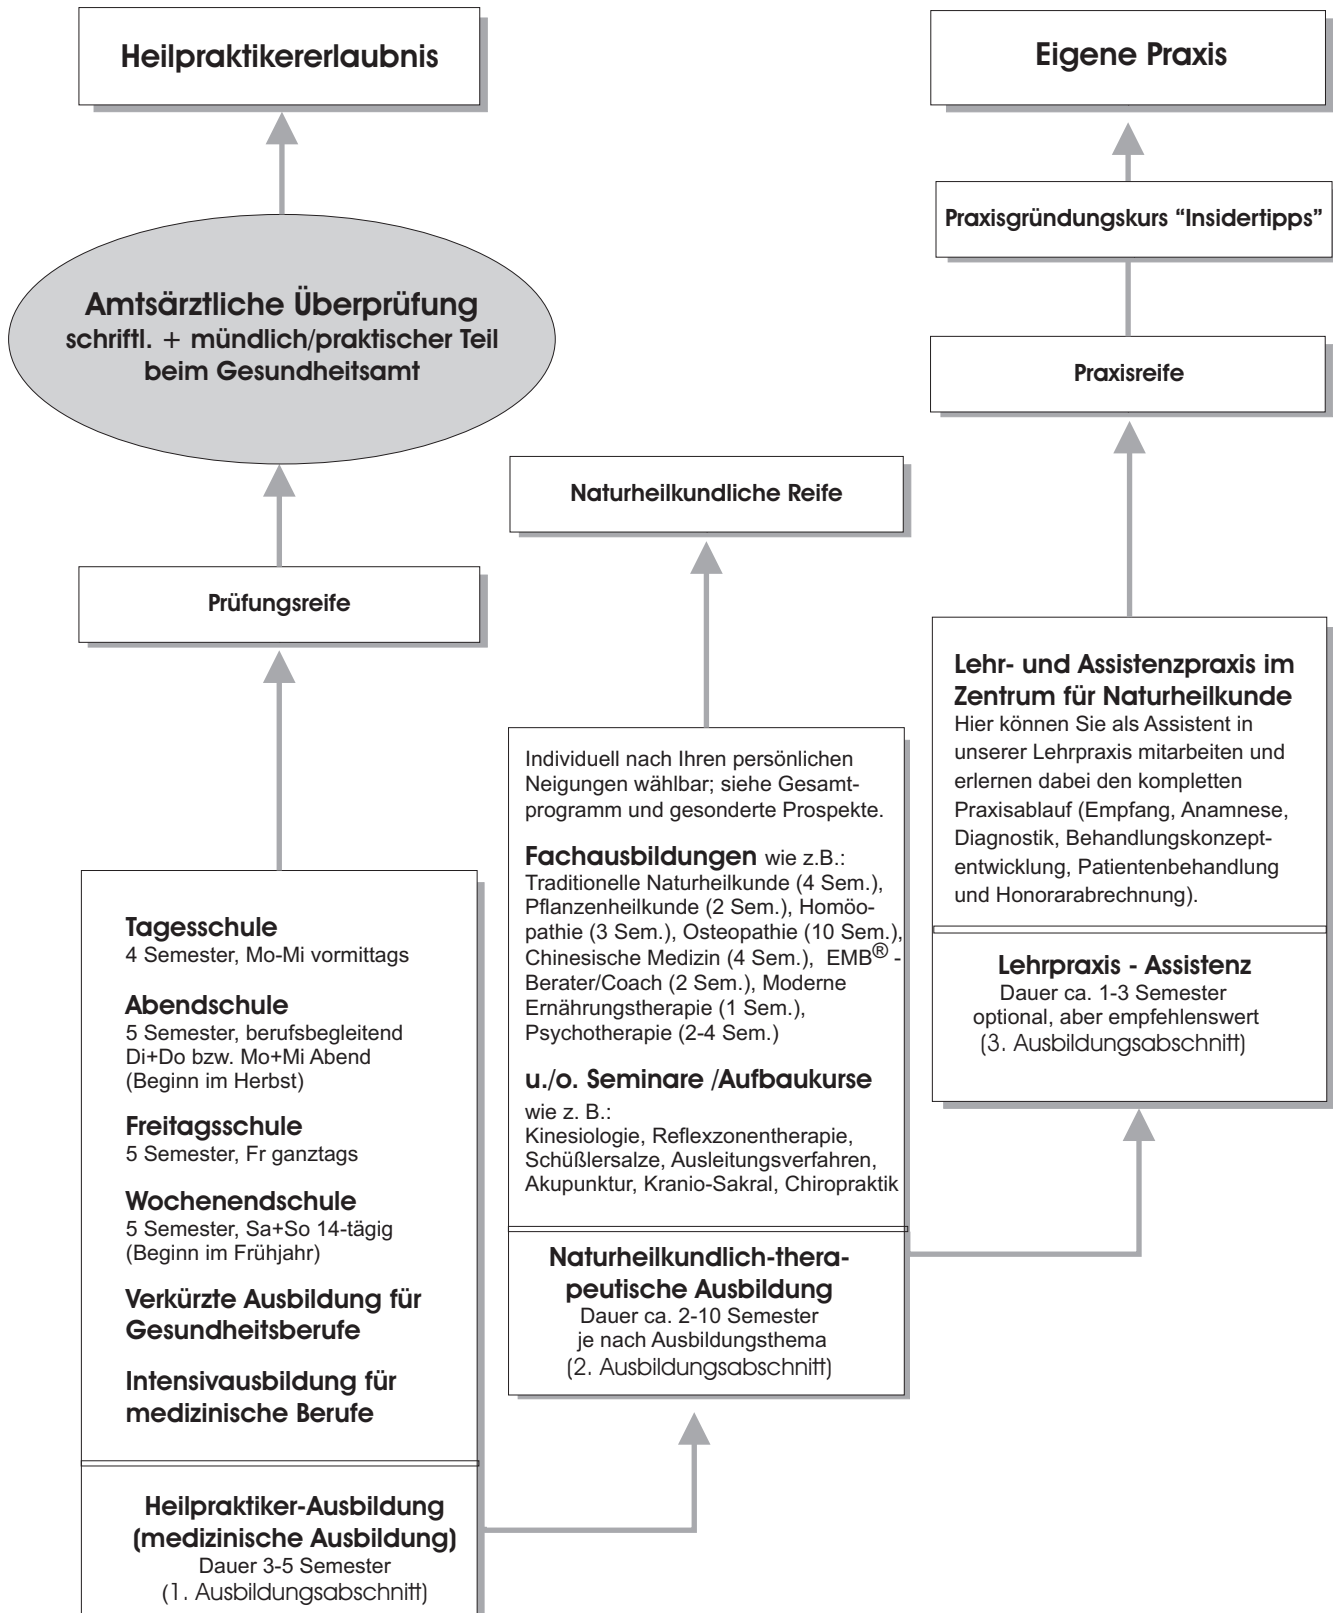 Heilpraktikererlaubnis
Eigene Praxis
Praxisgründungskurs “Insidertipps”
Amtsärztliche Überprüfung
schriftl. + mündlich/praktischer Teil
beim Gesundheitsamt
Praxisreife
Naturheilkundliche Reife
Prüfungsreife
Tagesschule
4 Semester, Mo-Mi vormittags
Abendschule
5 Semester, berufsbegleitend
Di+Do bzw. Mo+Mi Abend
(Beginn im Herbst)
Freitagsschule
5 Semester, Fr ganztags
Wochenendschule
5 Semester, Sa+So 14-tägig
(Beginn im Frühjahr)
Verkürzte Ausbildung für
Gesundheitsberufe
Intensivausbildung für
medizinische Berufe
Heilpraktiker-Ausbildung
(medizinische Ausbildung)
Dauer 3-5 Semester
(1. Ausbildungsabschnitt)
Individuell nach Ihren persönlichen
Neigungen wählbar; siehe Gesamt-
programm und gesonderte Prospekte.
Fachausbildungen wie z.B.:
Traditionelle Naturheilkunde (4 Sem.),
Pflanzenheilkunde (2 Sem.), Homöo-
pathie (3 Sem.), Osteopathie (10 Sem.),
Chinesische Medizin (4 Sem.), EMB® -
Berater/Coach (2 Sem.), Moderne
Ernährungstherapie (1 Sem.),
Psychotherapie (2-4 Sem.)
u./o. Seminare /Aufbaukurse
wie z. B.:
Kinesiologie, Reflexzonentherapie,
Schüßlersalze, Ausleitungsverfahren,
Akupunktur, Kranio-Sakral, Chiropraktik
Naturheilkundlich-thera-
peutische Ausbildung
Dauer ca. 2-10 Semester
je nach Ausbildungsthema
(2. Ausbildungsabschnitt)
Lehr- und Assistenzpraxis im
Zentrum für Naturheilkunde
Hier können Sie als Assistent in
unserer Lehrpraxis mitarbeiten und
erlernen dabei den kompletten
Praxisablauf (Empfang, Anamnese,
Diagnostik, Behandlungskonzept-
entwicklung, Patientenbehandlung
und Honorarabrechnung).
Lehrpraxis - Assistenz
Dauer ca. 1-3 Semester
optional, aber empfehlenswert
(3. Ausbildungsabschnitt)